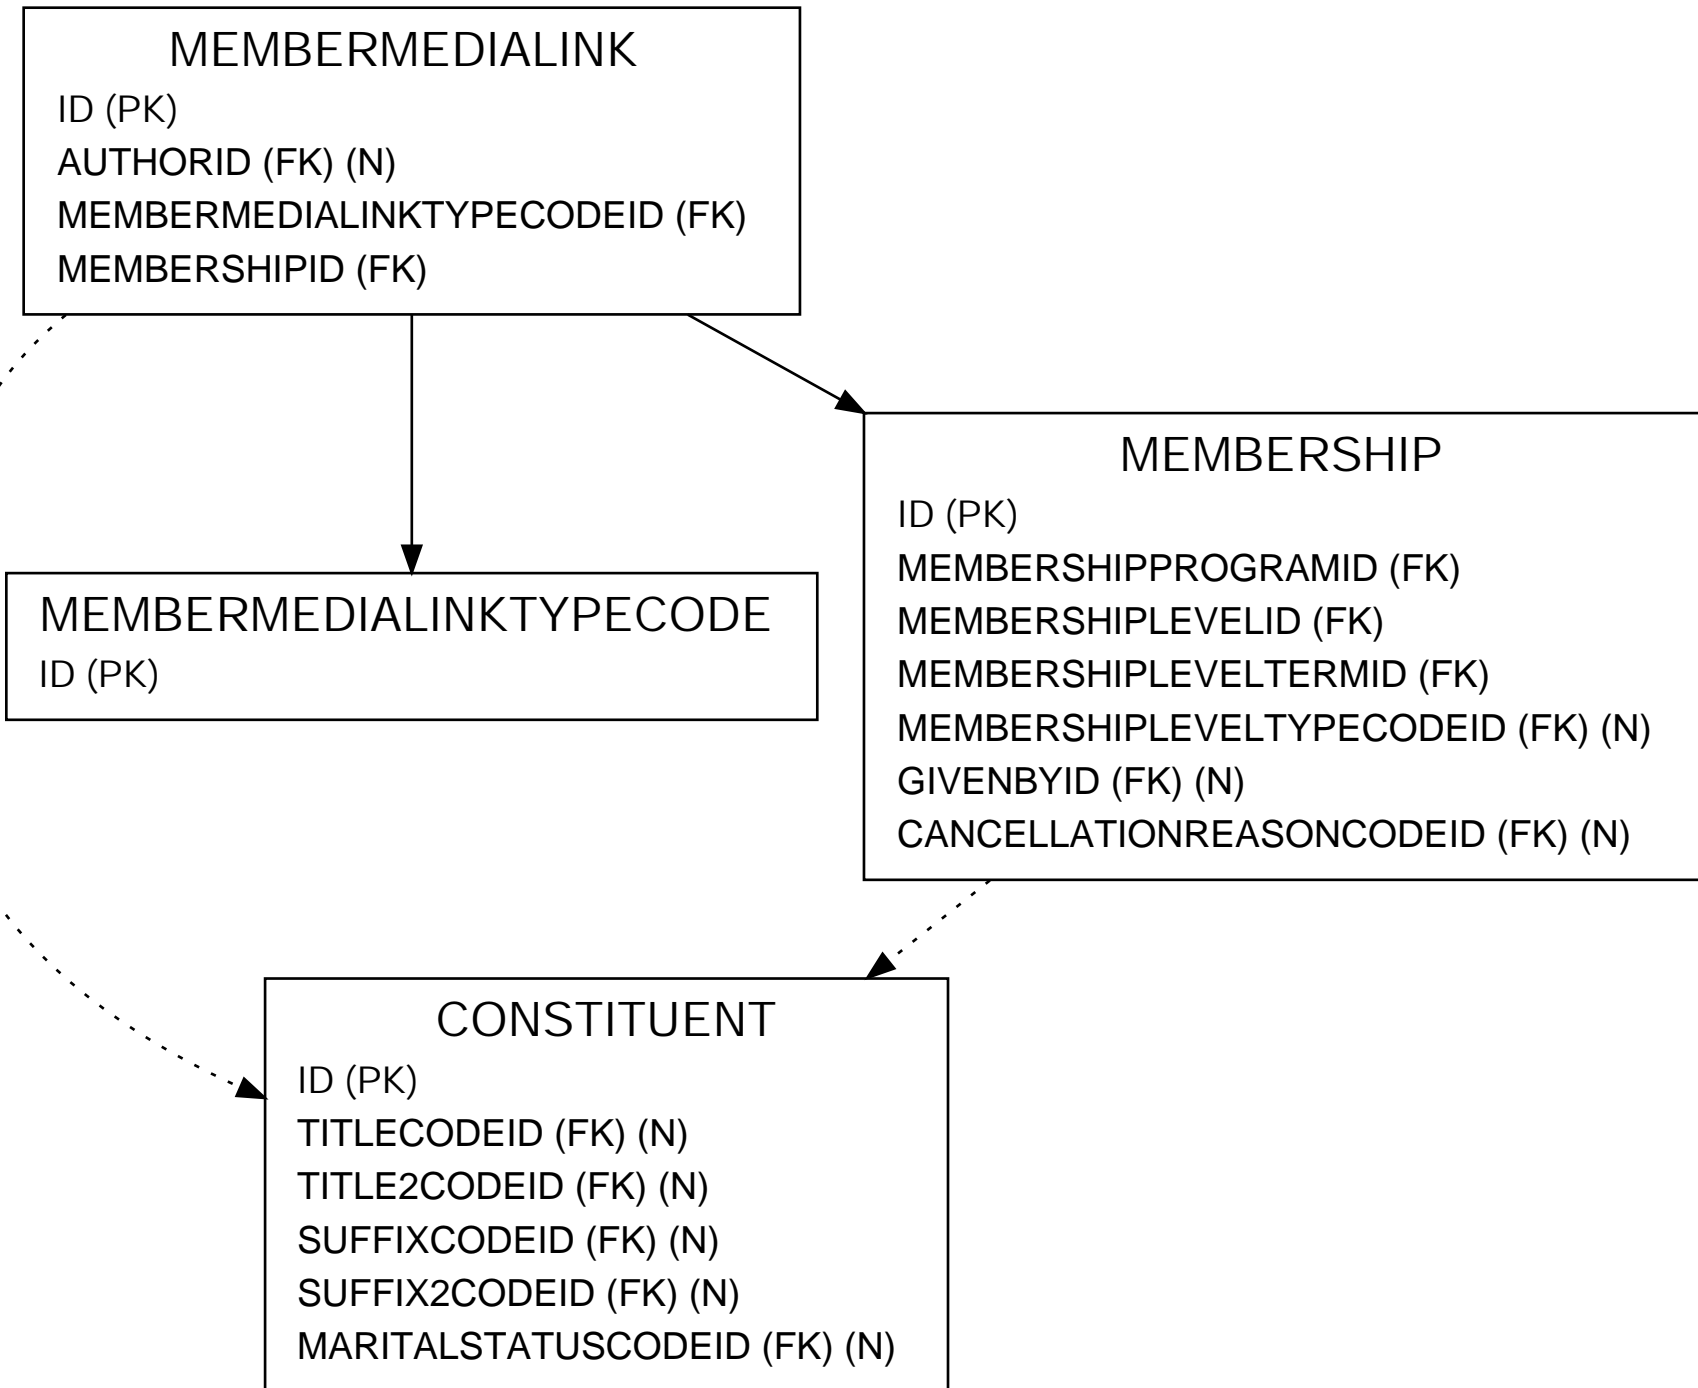 MEMBERMEDIALINK
ID (PK)
AUTHORID (FK) (N)
MEMBERMEDIALINKTYPECODEID (FK)
MEMBERSHIPID (FK)
MEMBERSHIP
ID (PK)
MEMBERSHIPPROGRAMID (FK)
MEMBERSHIPLEVELID (FK)
MEMBERSHIPLEVELTERMID (FK)
MEMBERSHIPLEVELTYPECODEID (FK) (N)
GIVENBYID (FK) (N)
CANCELLATIONREASONCODEID (FK) (N)
MEMBERMEDIALINKTYPECODE
ID (PK)
CONSTITUENT
ID (PK)
TITLECODEID (FK) (N)
TITLE2CODEID (FK) (N)
SUFFIXCODEID (FK) (N)
SUFFIX2CODEID (FK) (N)
MARITALSTATUSCODEID (FK) (N)